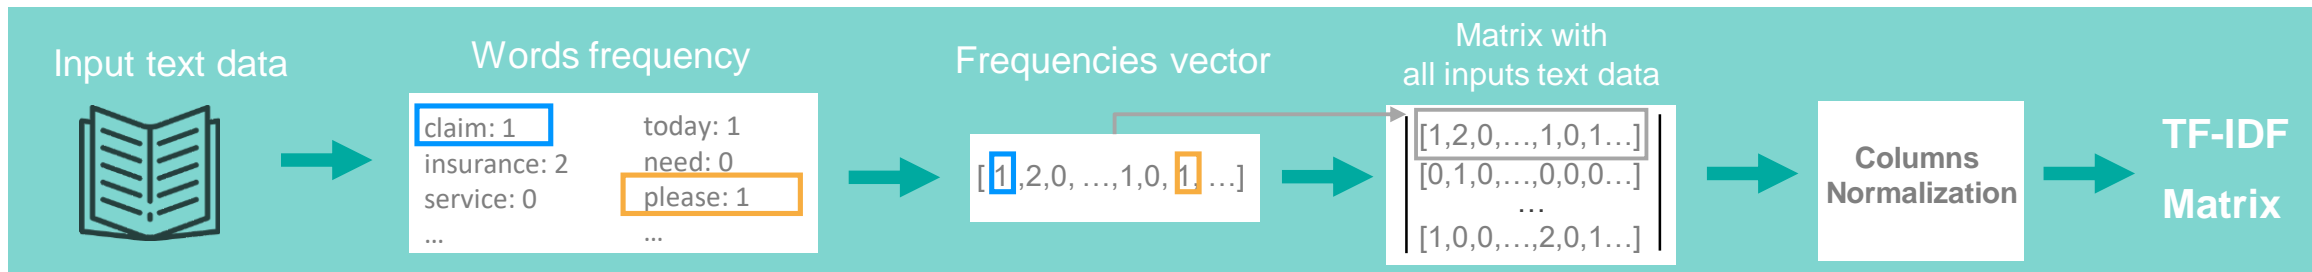 Input text data
Words frequency
claim: 1
insurance: 2
service: 0
…
today: 1
need: 0
please: 1
…
Frequencies vector
[ 1 ,2,0, …,1,0, 1, …]
Matrix with
all inputs text data
[1,2,0,…,1,0,1…]
[0,1,0,…,0,0,0…]
…
[1,0,0,…,2,0,1…]
Columns
Normalization
TF-IDF
Matrix